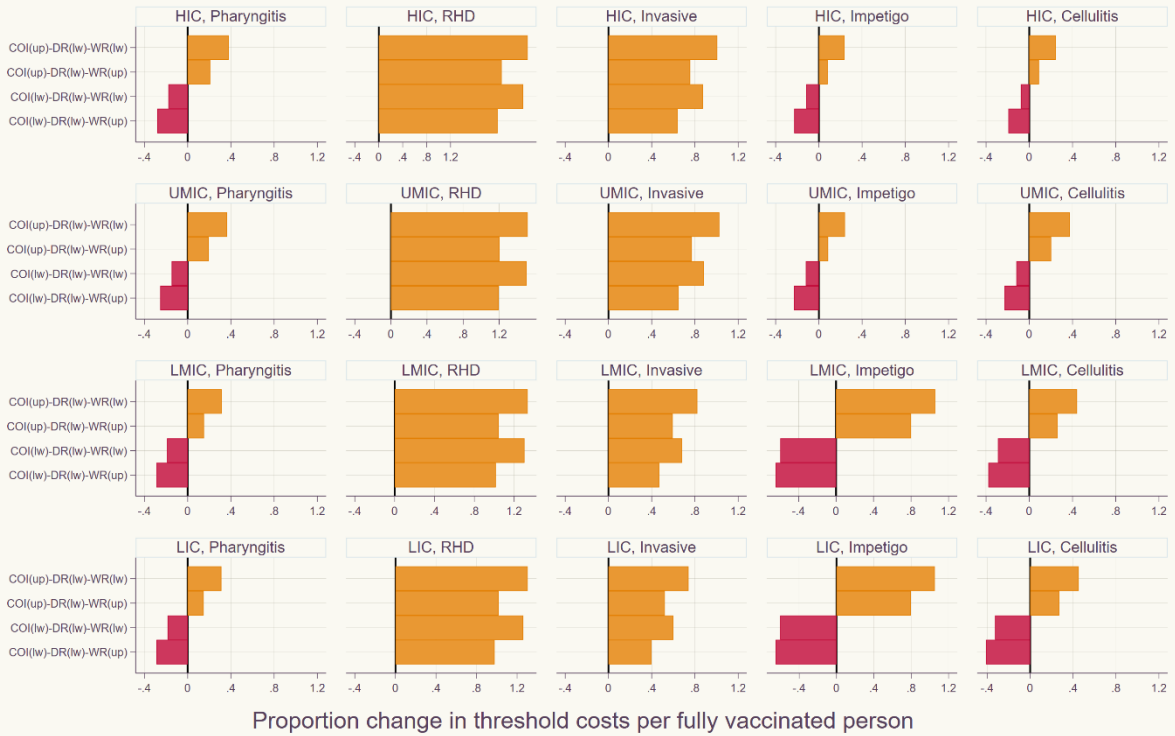 HIC, Pharyngitis HIC, RHD HIC, Invasive HIC, Impetigo HIC, Cellulitis
COI(up)-DR(lw)-WR(lw)
COI(up)-DR(lw)-WR(up)
COI(lw)-DR(lw)-WR(lw)
COI(lw)-DR(lw)-WR(up)
-.4 0 .4 .8 1.2 -.4 0 .4 .8 1.2 -.4 0 .4 .8 1.2 -.4 0 .4 .8 1.2 -.4 0 .4 .8 1.2
UMIC, Pharyngitis UMIC, RHD UMIC, Invasive UMIC, Impetigo UMIC, Cellulitis
COI(up)-DR(lw)-WR(lw)
COI(up)-DR(lw)-WR(up)
COI(lw)-DR(lw)-WR(lw)
COI(lw)-DR(lw)-WR(up)
-.4 0 .4 .8 1.2 -.4 0 .4 .8 1.2 -.4 0 .4 .8 1.2 -.4 0 .4 .8 1.2 -.4 0 .4 .8 1.2
LMIC, Pharyngitis LMIC, RHD LMIC, Invasive LMIC, Impetigo LMIC, Cellulitis
COI(up)-DR(lw)-WR(lw)
COI(up)-DR(lw)-WR(up)
COI(lw)-DR(lw)-WR(lw)
COI(lw)-DR(lw)-WR(up)
-.4 0 .4 .8 1.2 -.4 0 .4 .8 1.2 -.4 0 .4 .8 1.2 -.4 0 .4 .8 1.2 -.4 0 .4 .8 1.2
LIC, Pharyngitis LIC, RHD LIC, Invasive LIC, Impetigo LIC, Cellulitis
COI(up)-DR(lw)-WR(lw)
COI(up)-DR(lw)-WR(up)
COI(lw)-DR(lw)-WR(lw)
COI(lw)-DR(lw)-WR(up)
-.4 0 .4 .8 1.2 -.4 0 .4 .8 1.2 -.4 0 .4 .8 1.2 -.4 0 .4 .8 1.2 -.4 0 .4 .8 1.2
Proportion change in threshold costs per fully vaccinated person